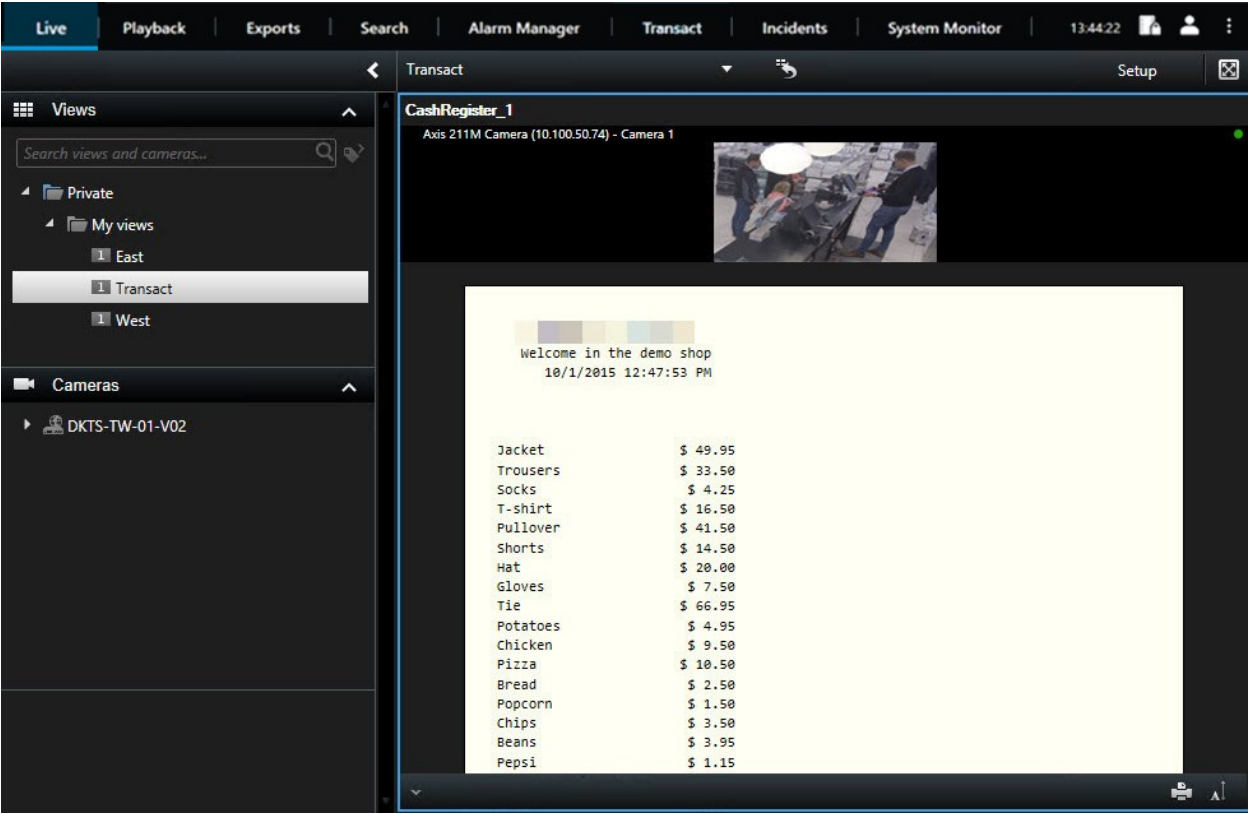 Live Playback Exports Search Alarm Manager Transact Incidents System Monitor 13:44:22
Transact Setup
Views
Search views and cameras...
Private
My views
1 East
1 Transact
1 West
Cameras
DKTS-TW-01-V02
CashRegister_1
Axis 211M Camera (10.100.50.74) - Camera 1
Welcome in the demo shop
10/1/2015 12:47:53 PM
Jacket $ 49.95
Trousers $ 33.50
Socks $ 4.25
T-shirt $ 16.50
Pullover $ 41.50
Shorts $ 14.50
Hat $ 20.00
Gloves $ 7.50
Tie $ 66.95
Potatoes $ 4.95
Chicken $ 9.50
Pizza $ 10.50
Bread $ 2.50
Popcorn $ 1.50
Chips $ 3.50
Beans $ 3.95
Pepsi $ 1.15
A